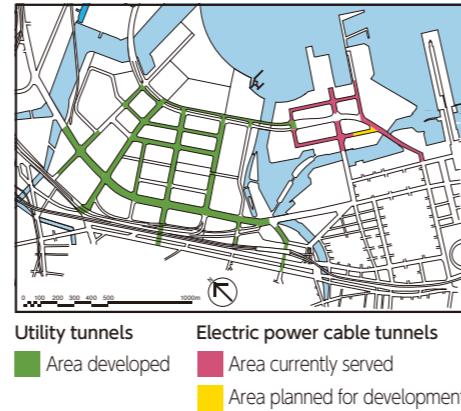 0 100 200 300 400 500 1000m
Utility tunnels
Electric power cable tunnels
Area developed
Area currently served
Area planned for development